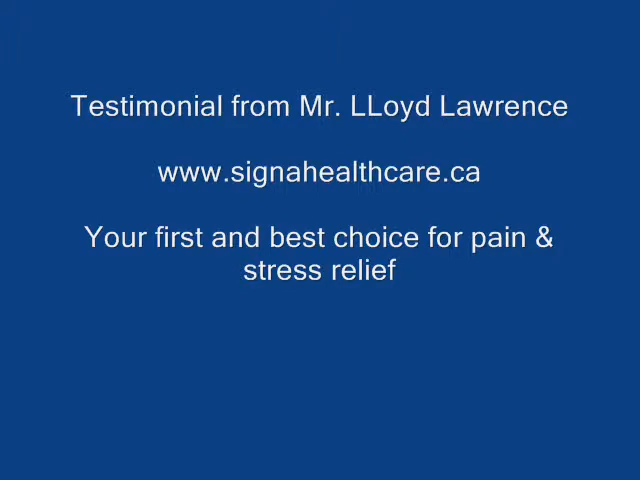 Testimonial from Mr. LLoyd Lawrence
www.signahealthcare.ca
Your first and best choice for pain &
stress relief